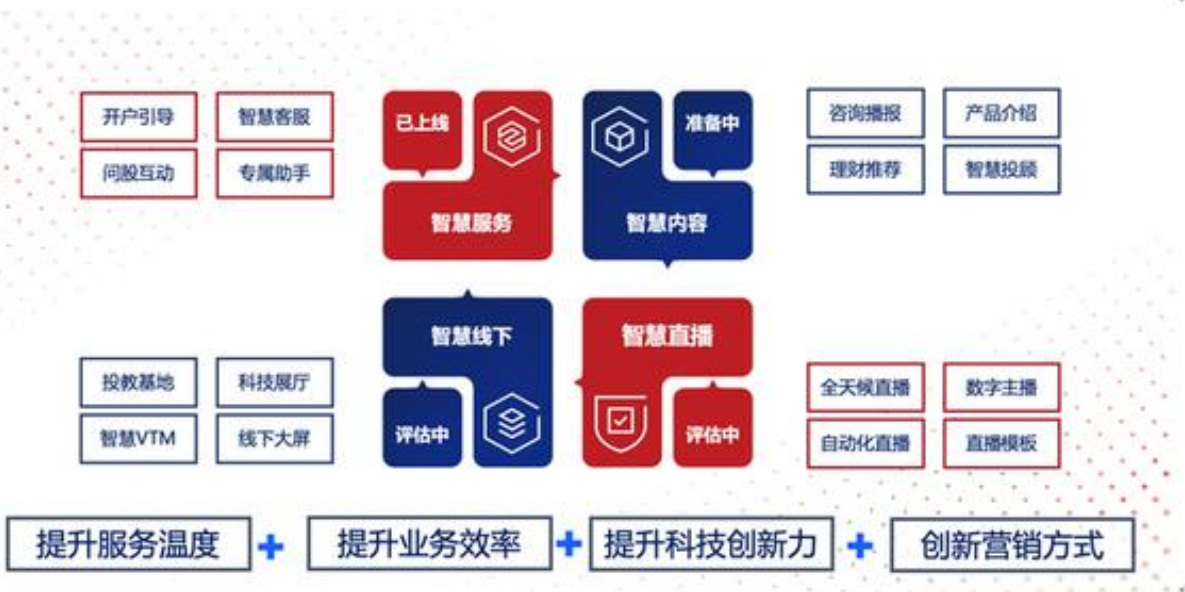 开户引导
智慧客服
问股互动
专属助手
已上线
智慧服务
准备中
智慧内容
咨询播报
产品介绍
理财推荐
智慧投顾
投教基地
科技展厅
智慧VTM
线下大屏
智慧线下
评估中
智慧直播
评估中
全天候直播
数字主播
自动化直播
直播模板
提升服务温度 + 提升业务效率 + 提升科技创新力 + 创新营销方式